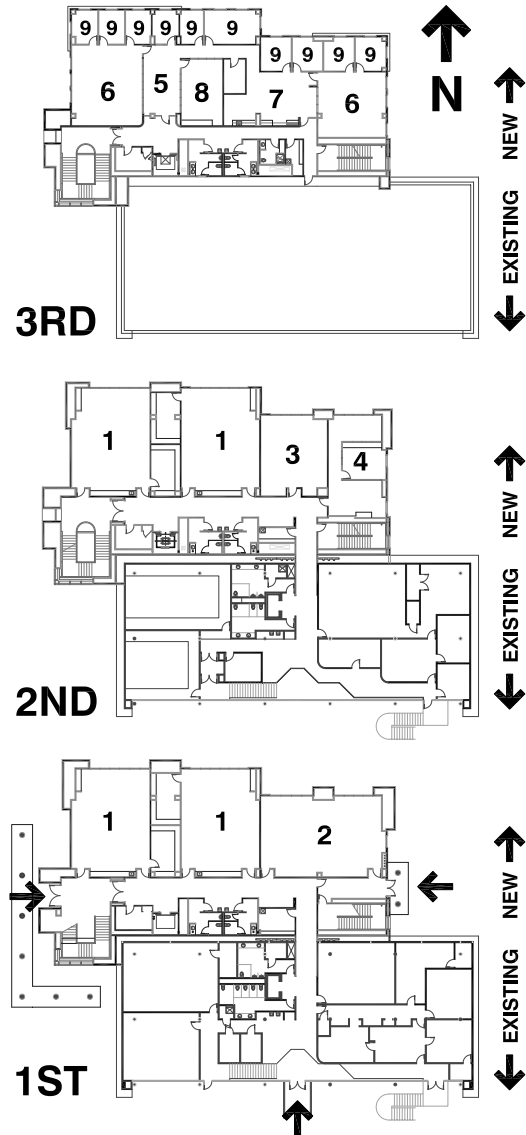 9 9 9 9 9 9
9 9 9 9
6 5 8 7 6
N
NEW
EXISTING
3RD
1 1 3 4
NEW
EXISTING
2ND
1 1 2
NEW
EXISTING
1ST